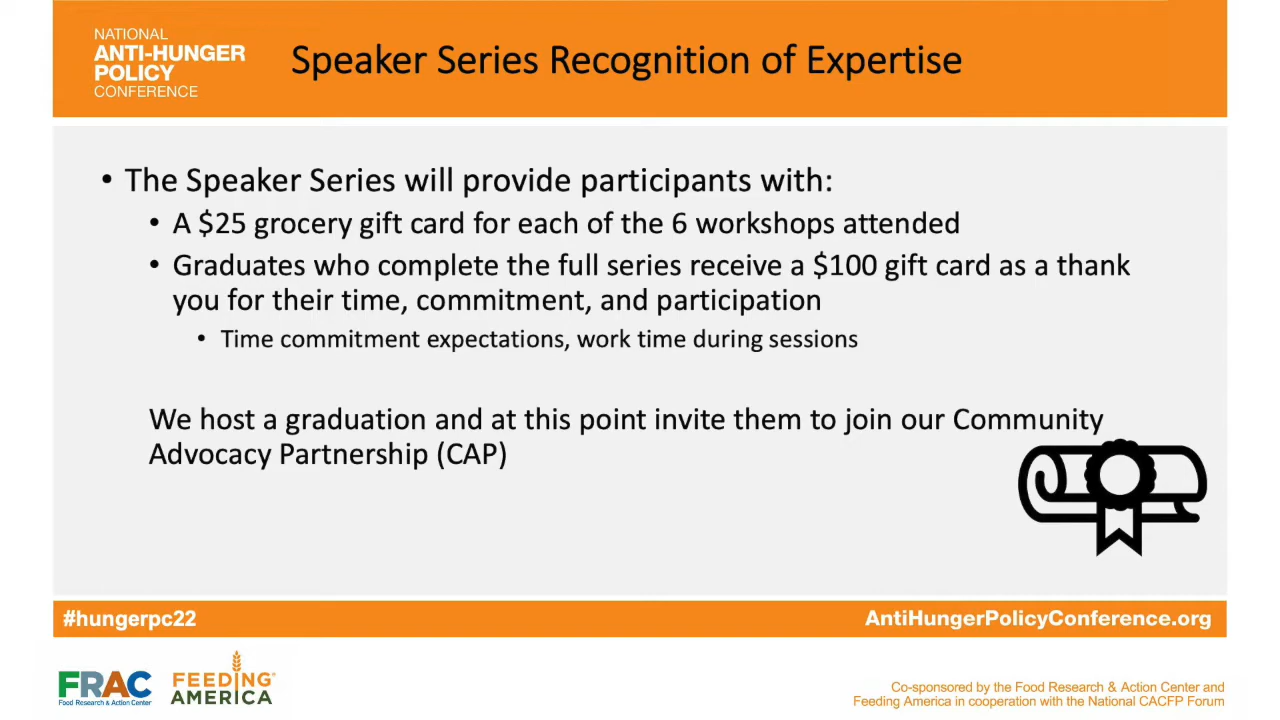 NATIONAL
ANTI-HUNGER
POLICY
CONFERENCE
Speaker Series Recognition of Expertise
• The Speaker Series will provide participants with:
• A $25 grocery gift card for each of the 6 workshops attended
• Graduates who complete the full series receive a $100 gift card as a thank
you for their time, commitment, and participation
• Time commitment expectations, work time during sessions
We host a graduation and at this point invite them to join our Community
Advocacy Partnership (CAP)
#hungerpc22
AntiHungerPolicyConference.org
FRAC
Food Research & Action Center
FEEDING
AMERICA
Co-sponsored by the Food Research & Action Center and
Feeding America in cooperation with the National CACFP Forum